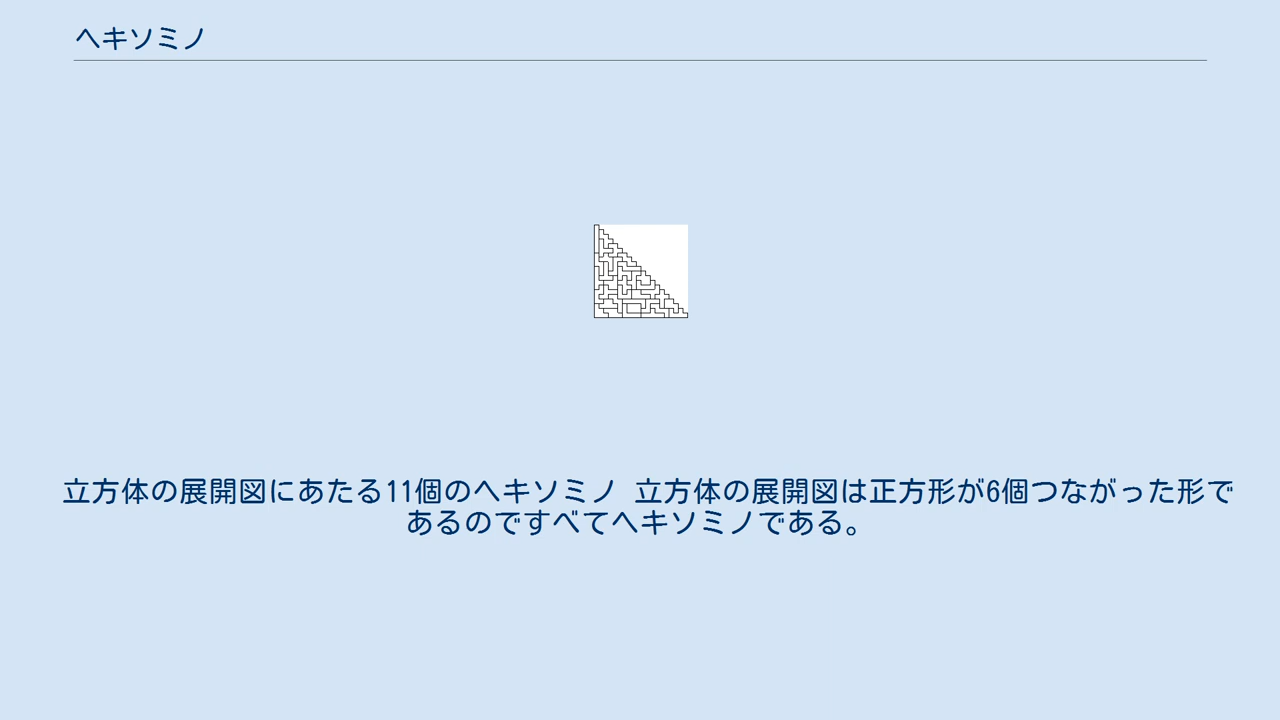 ヘキソミノ
立方体の展開図にあたる11個のヘキソミノ 立方体の展開図は正方形が6個つながった形で
あるのですべてヘキソミノである。